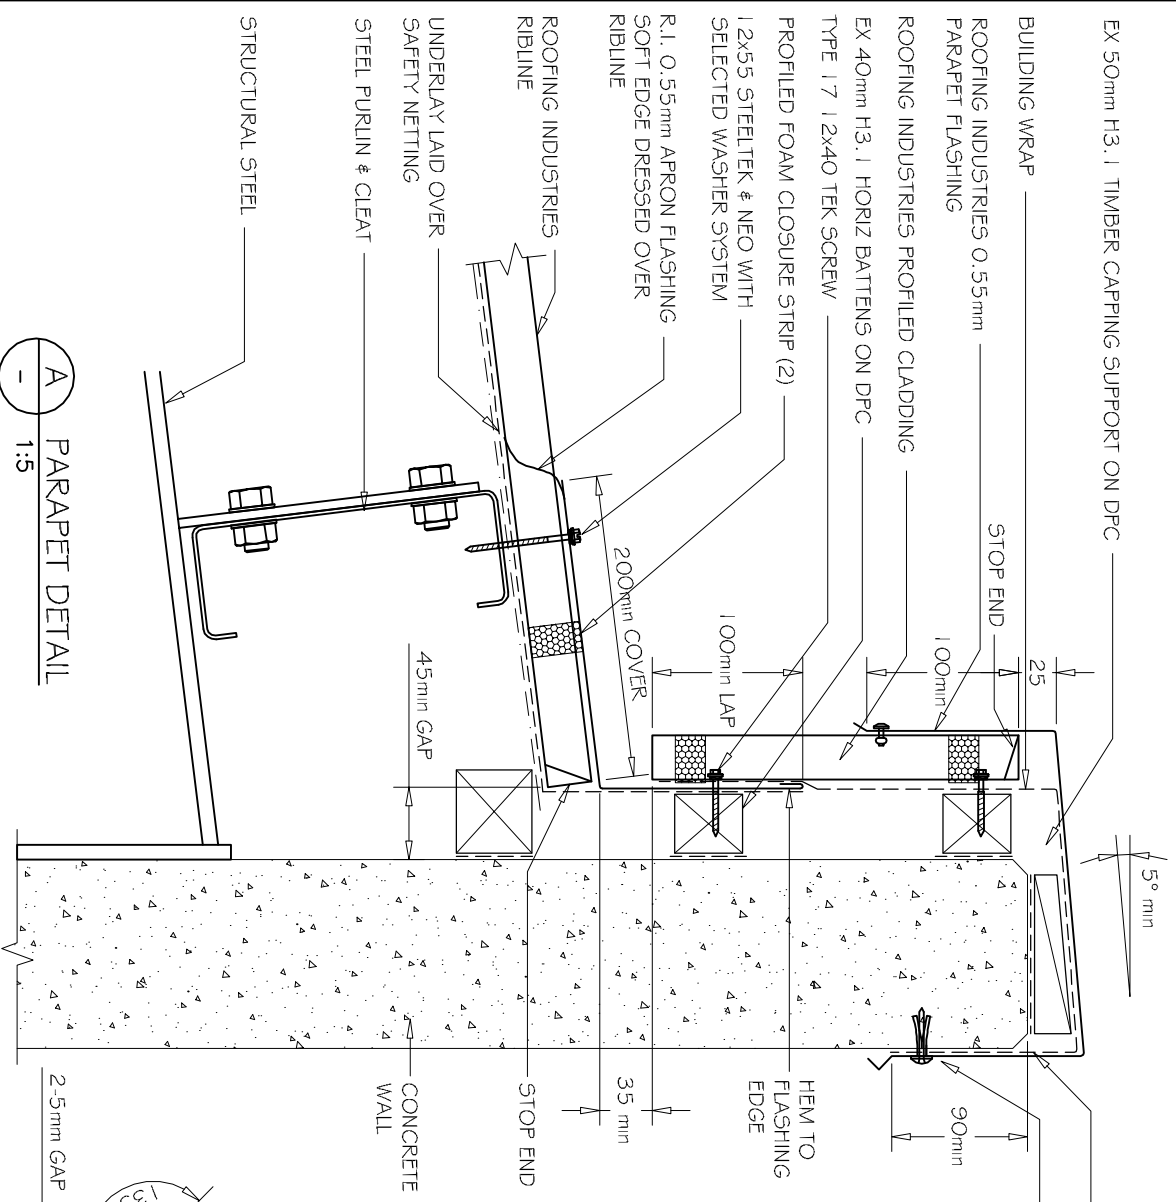 EX 50mm H3.1 TIMBER CAPPING SUPPORT ON DPC
BUILDING WRAP
ROOFING INDUSTRIES 0.55mm
PARAPET FLASHING
ROOFING INDUSTRIES PROFILED CLADDING
EX 40mm H3.1 HORIZ BATTENS ON DPC
TYPE 17 12x40 TEK SCREW
PROFILED FOAM CLOSURE STRIP (2)
12x55 STEELTEK & NEO WITH
SELECTED WASHER SYSTEM
R.I. 0.55mm APRON FLASHING
SOFT EDGE DRESSED OVER
RIBLINE
ROOFING INDUSTRIES
RIBLINE
UNDERLAY LAID OVER
SAFETY NETTING
STEEL PURLIN & CLEAT
STRUCTURAL STEEL
STOP END
25
100min
100min LAP
200min COVER
45min GAP
5° min
90min
HEM TO
FLASHING
EDGE
35 min
STOP END
CONCRETE
WALL
2-5mm GAP
135
A
-
PARAPET DETAIL
1:5